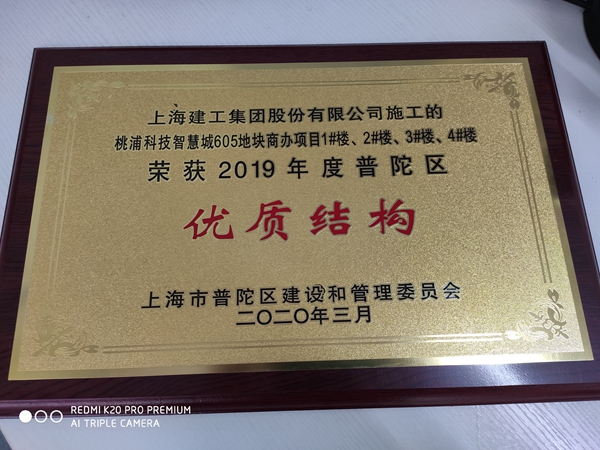 上海建工集团股份有限公司施工的
桃浦科技智慧城605地块商办项目1#楼、2#楼、3#楼、4#楼
荣获2019年度普陀区
优质结构
上海市普陀区建设和管理委员会
二〇二〇年三月
REDMI K20 PRO PREMIUM
AI TRIPLE CAMERA